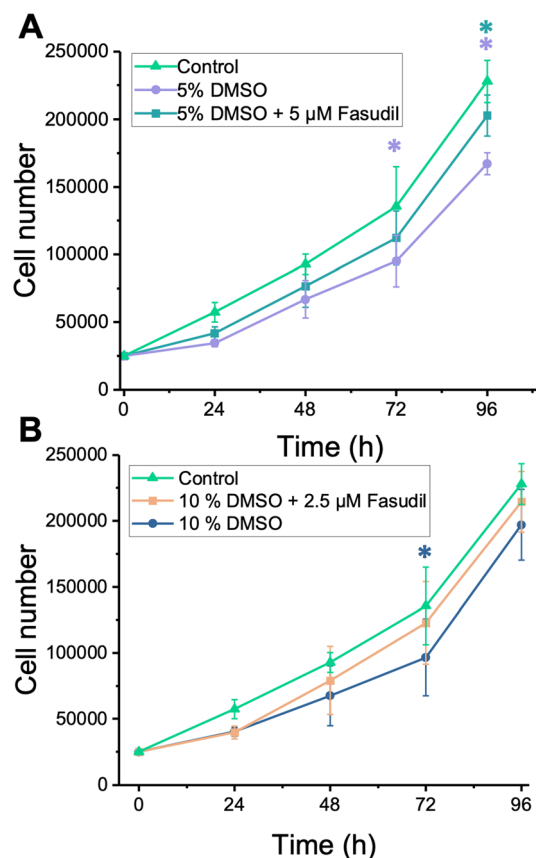 A
250000
200000
150000
100000
50000
0
Cell number
Control
5% DMSO
5% DMSO + 5 µM Fasudil
*
*
*
0 24 48 72 96
Time (h)
B
250000
200000
150000
100000
50000
0
Cell number
Control
10 % DMSO + 2.5 µM Fasudil
10 % DMSO
*
0 24 48 72 96
Time (h)